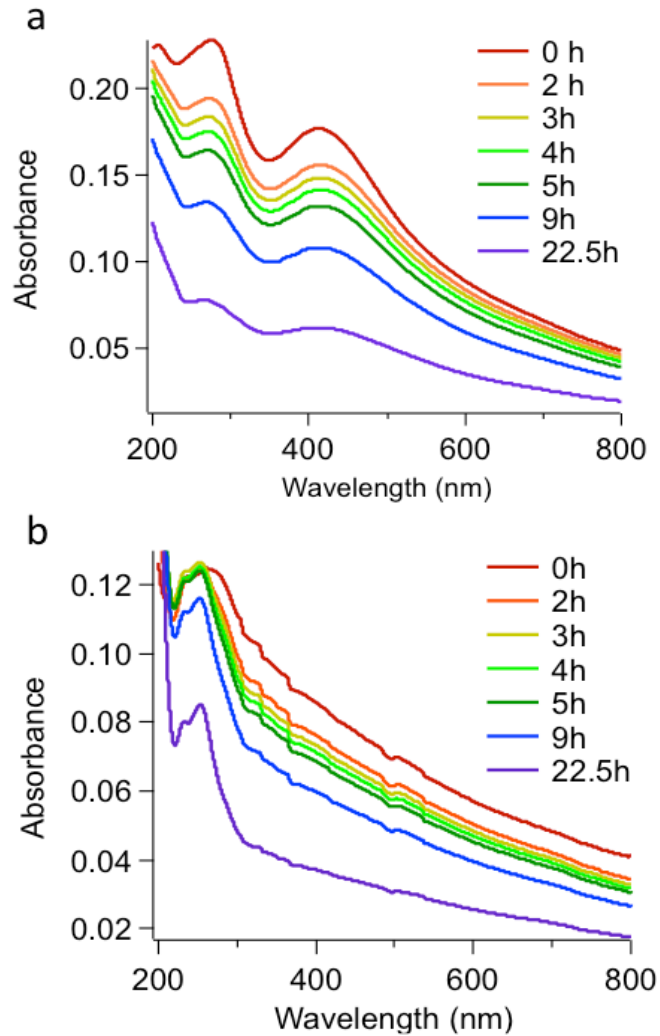 a
0 h
2 h
3h
4h
5h
9h
22.5h
0.20
0.15
0.10
0.05
Absorbance
200 400 600 800
Wavelength (nm)
b
0h
2h
3h
4h
5h
9h
22.5h
0.12
0.10
0.08
0.06
0.04
0.02
Absorbance
200 400 600 800
Wavelength (nm)